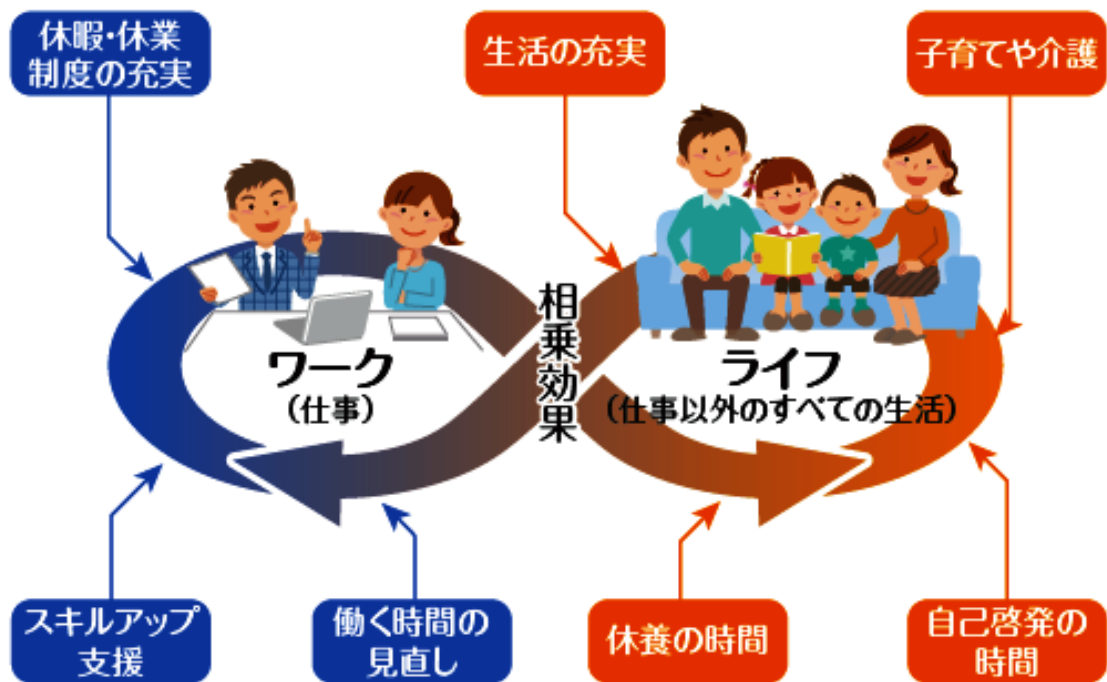 休暇・休業
制度の充実
生活の充実
子育てや介護
相乗効果
ワーク
（仕事）
ライフ
（仕事以外のすべての生活）
スキルアップ
支援
働く時間の
見直し
休養の時間
自己啓発の
時間